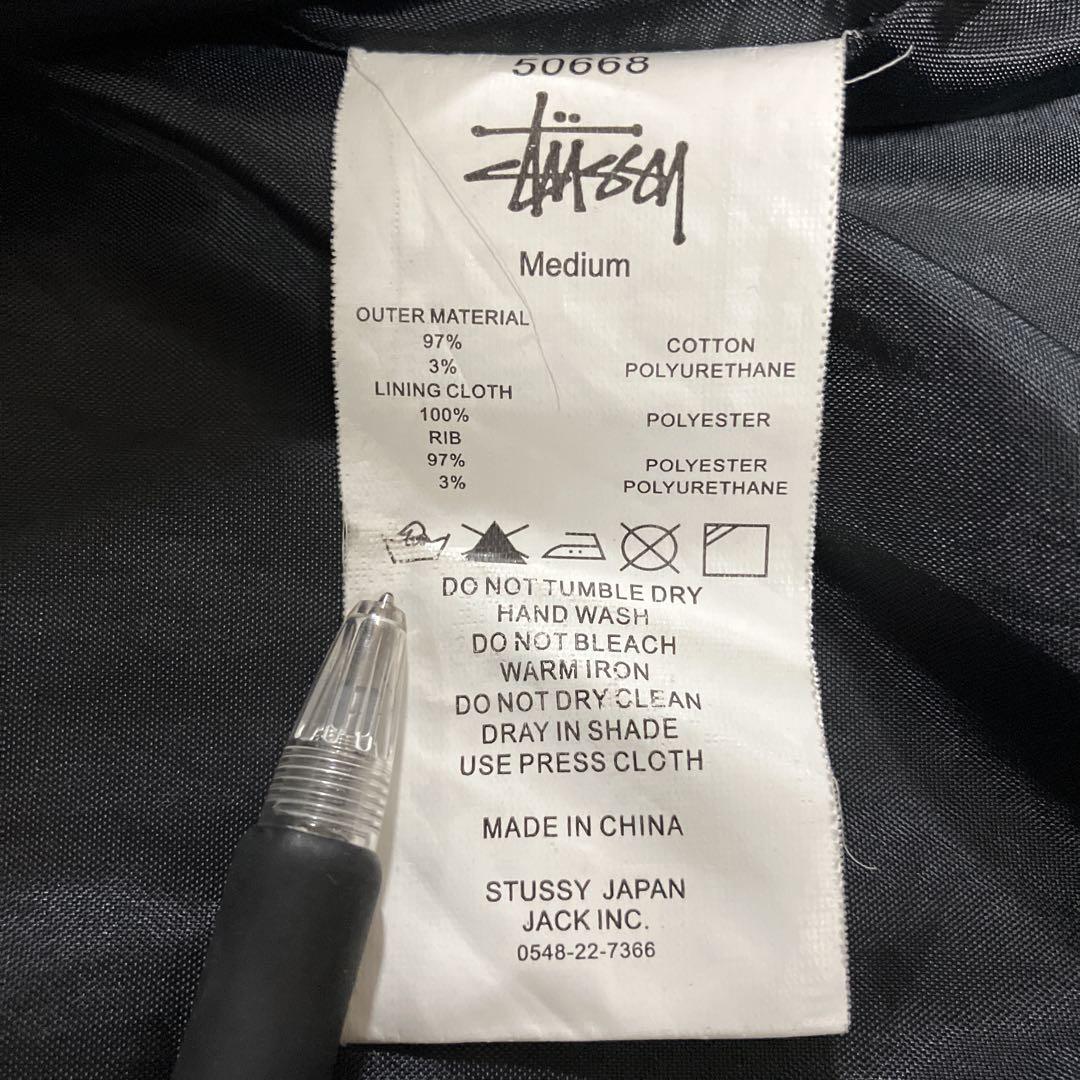 50668
Stüssy
Medium
OUTER MATERIAL
97% COTTON
3% POLYURETHANE
LINING CLOTH
100% POLYESTER
RIB
97% POLYESTER
3% POLYURETHANE
DO NOT TUMBLE DRY
HAND WASH
DO NOT BLEACH
WARM IRON
DO NOT DRY CLEAN
DRAY IN SHADE
USE PRESS CLOTH
MADE IN CHINA
STUSSY JAPAN
JACK INC.
0548-22-7366